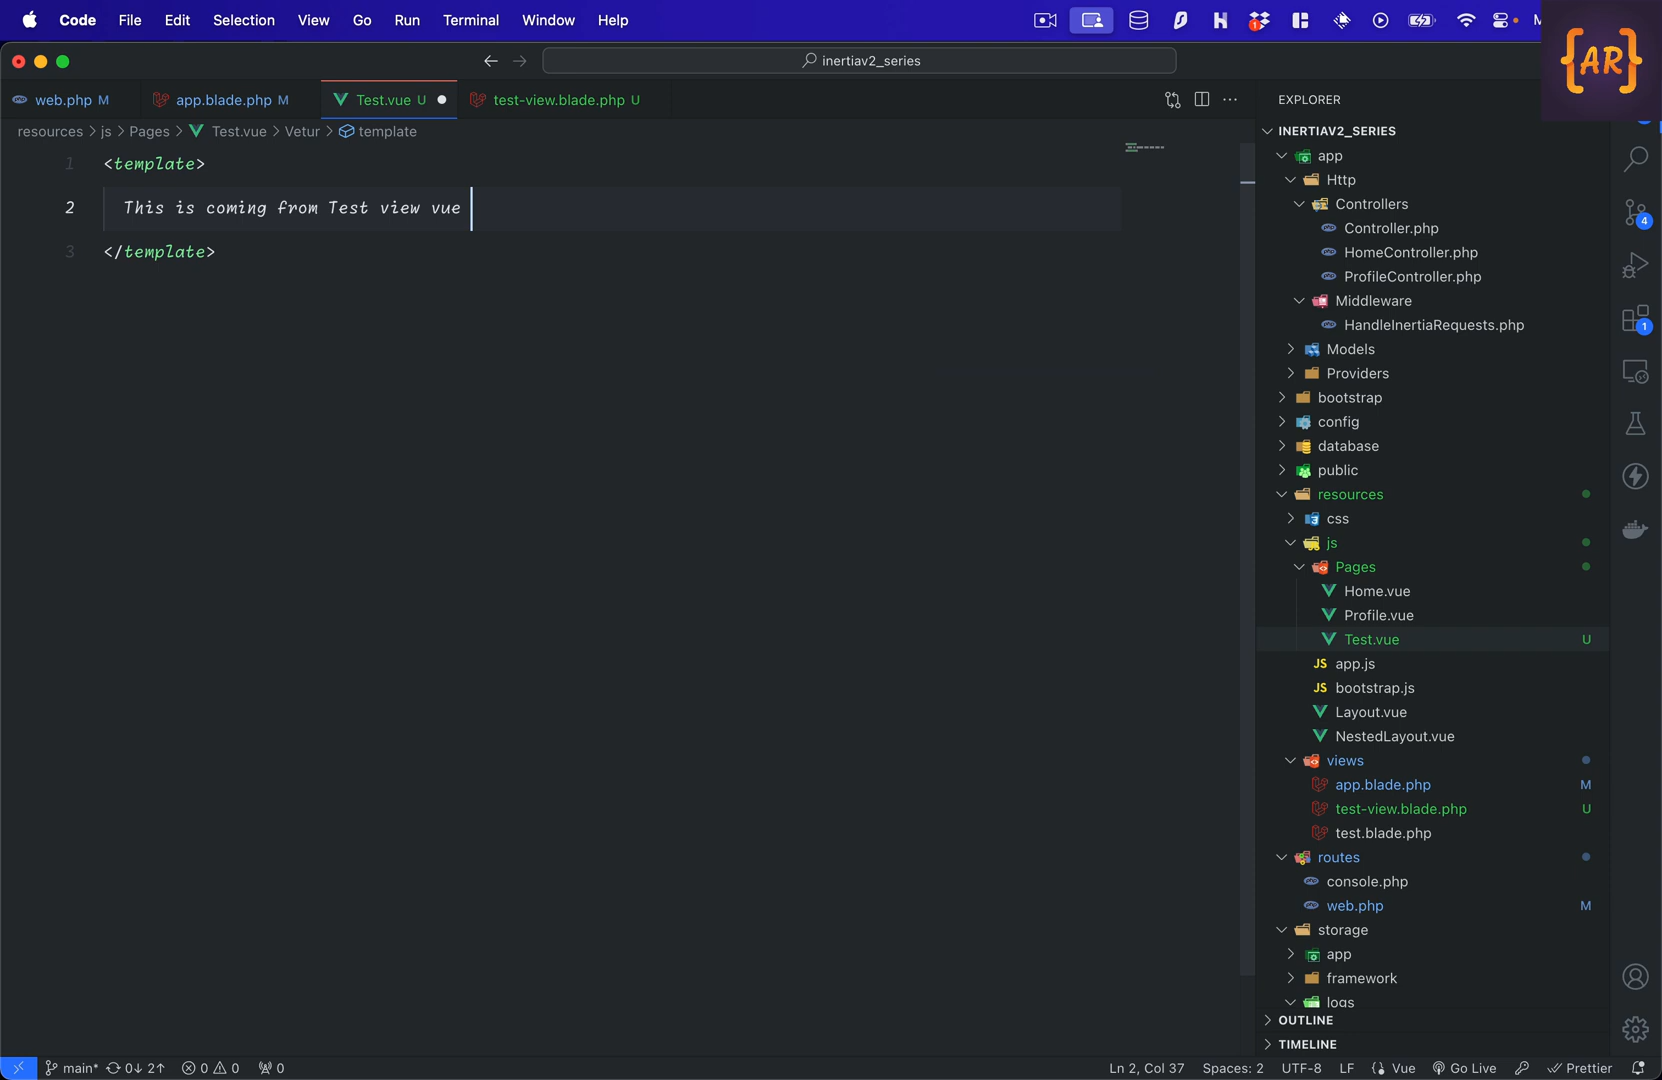 Code File Edit Selection View Go Run Terminal Window Help
1
{AR}
inertiav2_series
web.php M
app.blade.php M
Test.vue U
test-view.blade.php U
resources > js > Pages > Test.vue > Vetur > template
1 <template>
2 This is coming from Test view vue
3 </template>
EXPLORER
INERTIAV2_SERIES
app
Http
Controllers
Controller.php
HomeController.php
ProfileController.php
Middleware
HandleInertiaRequests.php
Models
Providers
bootstrap
config
database
public
resources
css
js
Pages
Home.vue
Profile.vue
Test.vue U
JS app.js
JS bootstrap.js
Layout.vue
NestedLayout.vue
views
app.blade.php M
test-view.blade.php U
test.blade.php
routes
console.php
web.php M
storage
app
framework
logs
OUTLINE
TIMELINE
4
1
main* 0↓ 2↑ 0 0 0
Ln 2, Col 37 Spaces: 2 UTF-8 LF {} Vue Go Live Prettier